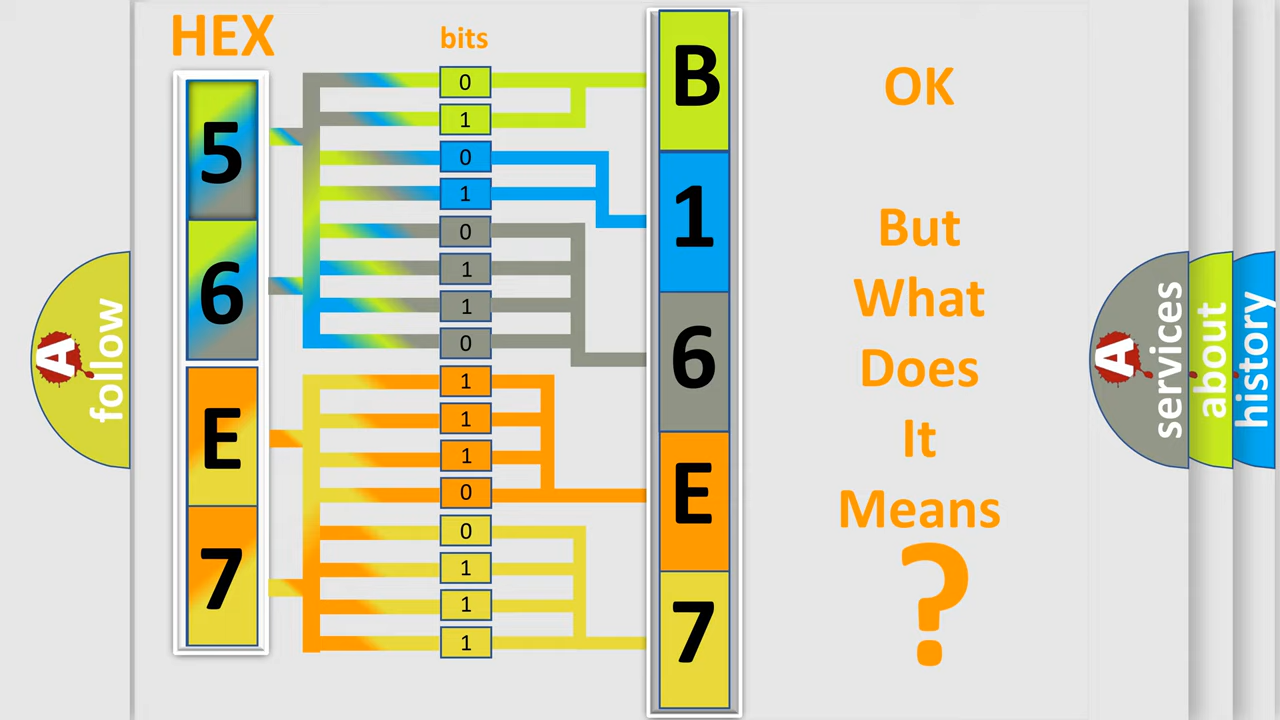 HEX
bits
5
6
E
7
0
1
0
1
0
1
1
0
1
1
1
0
0
1
1
1
B
1
6
E
7
OK
But
What
Does
It
Means
?
A
follow
A
services
about
history